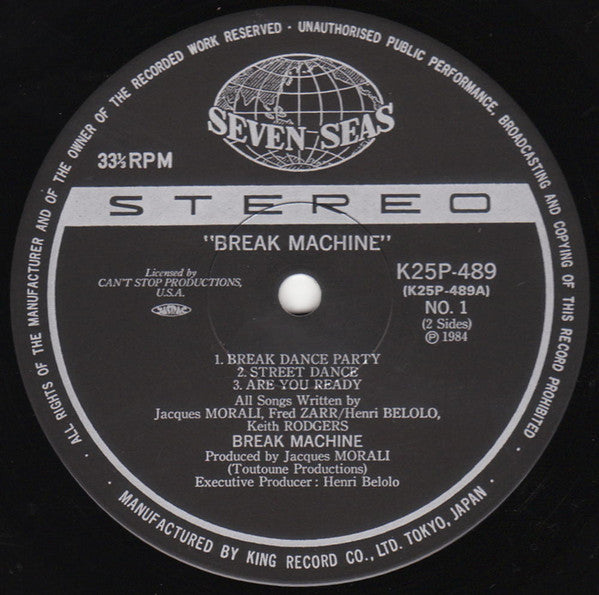 ALL RIGHTS OF THE MANUFACTURER AND OF THE OWNER OF THE RECORDED WORK RESERVED · UNAUTHORISED PUBLIC PERFORMANCE, BROADCASTING AND COPYING OF THIS RECORD PROHIBITED ·
SEVEN SEAS
33⅓ RPM
STEREO
"BREAK MACHINE"
Licensed by
CAN'T STOP PRODUCTIONS,
U.S.A.
K25P-489
(K25P-489A)
NO. 1
(2 Sides)
Ⓟ 1984
1. BREAK DANCE PARTY
2. STREET DANCE
3. ARE YOU READY
All Songs Written by
Jacques MORALI, Fred ZARR/Henri BELOLO,
Keith RODGERS
BREAK MACHINE
Produced by Jacques MORALI
(Toutoune Productions)
Executive Producer : Henri Belolo
· MANUFACTURED BY KING RECORD CO., LTD. TOKYO, JAPAN ·